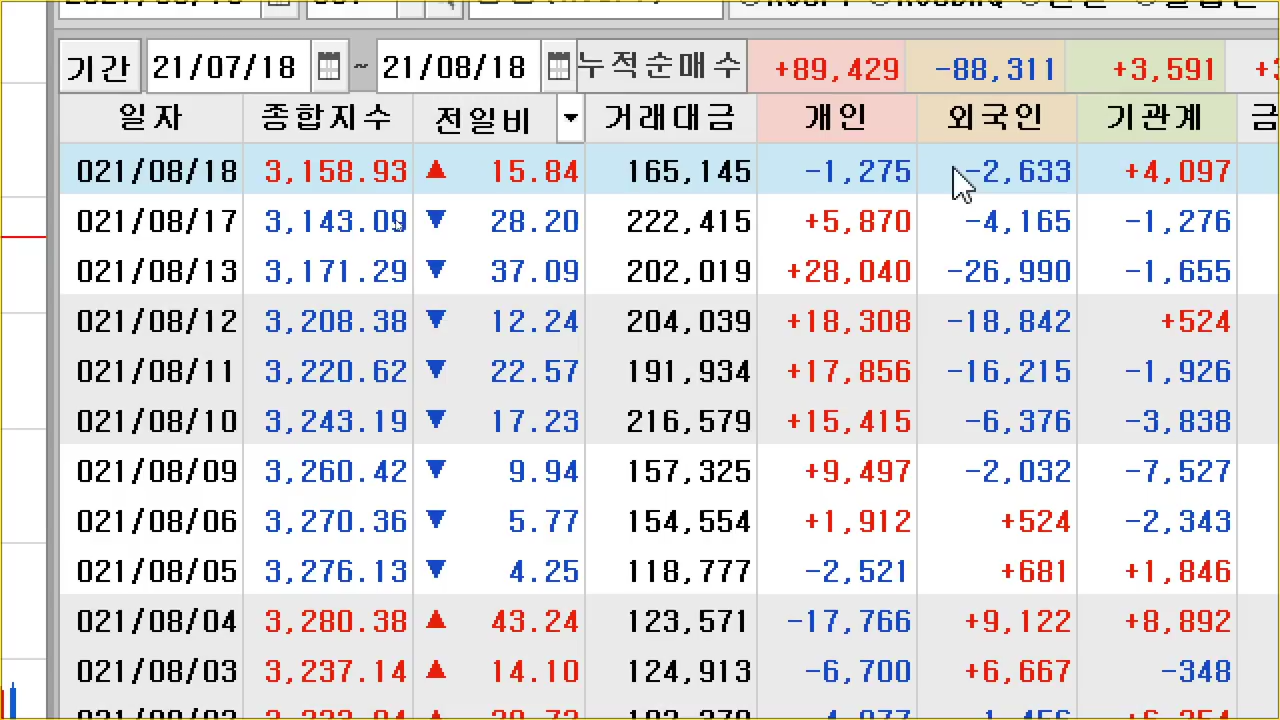 기간 21/07/18 ~ 21/08/18 누적순매수 +89,429 -88,311 +3,591
일자 종합지수 전일비 거래대금 개인 외국인 기관계 금
021/08/18 3,158.93 ▲ 15.84 165,145 -1,275 -2,633 +4,097
021/08/17 3,143.09 ▼ 28.20 222,415 +5,870 -4,165 -1,276
021/08/13 3,171.29 ▼ 37.09 202,019 +28,040 -26,990 -1,655
021/08/12 3,208.38 ▼ 12.24 204,039 +18,308 -18,842 +524
021/08/11 3,220.62 ▼ 22.57 191,934 +17,856 -16,215 -1,926
021/08/10 3,243.19 ▼ 17.23 216,579 +15,415 -6,376 -3,838
021/08/09 3,260.42 ▼ 9.94 157,325 +9,497 -2,032 -7,527
021/08/06 3,270.36 ▼ 5.77 154,554 +1,912 +524 -2,343
021/08/05 3,276.13 ▼ 4.25 118,777 -2,521 +681 +1,846
021/08/04 3,280.38 ▲ 43.24 123,571 -17,766 +9,122 +8,892
021/08/03 3,237.14 ▲ 14.10 124,913 -6,700 +6,667 -348